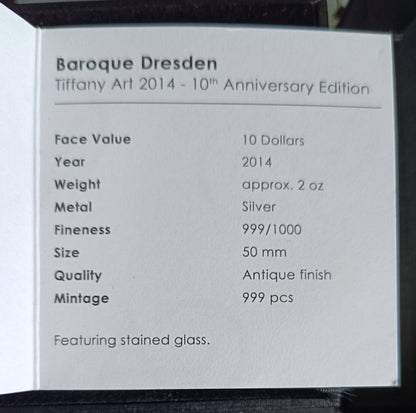 Baroque Dresden
Tiffany Art 2014 - 10th Anniversary Edition
Face Value 10 Dollars
Year 2014
Weight approx. 2 oz
Metal Silver
Fineness 999/1000
Size 50 mm
Quality Antique finish
Mintage 999 pcs
Featuring stained glass.